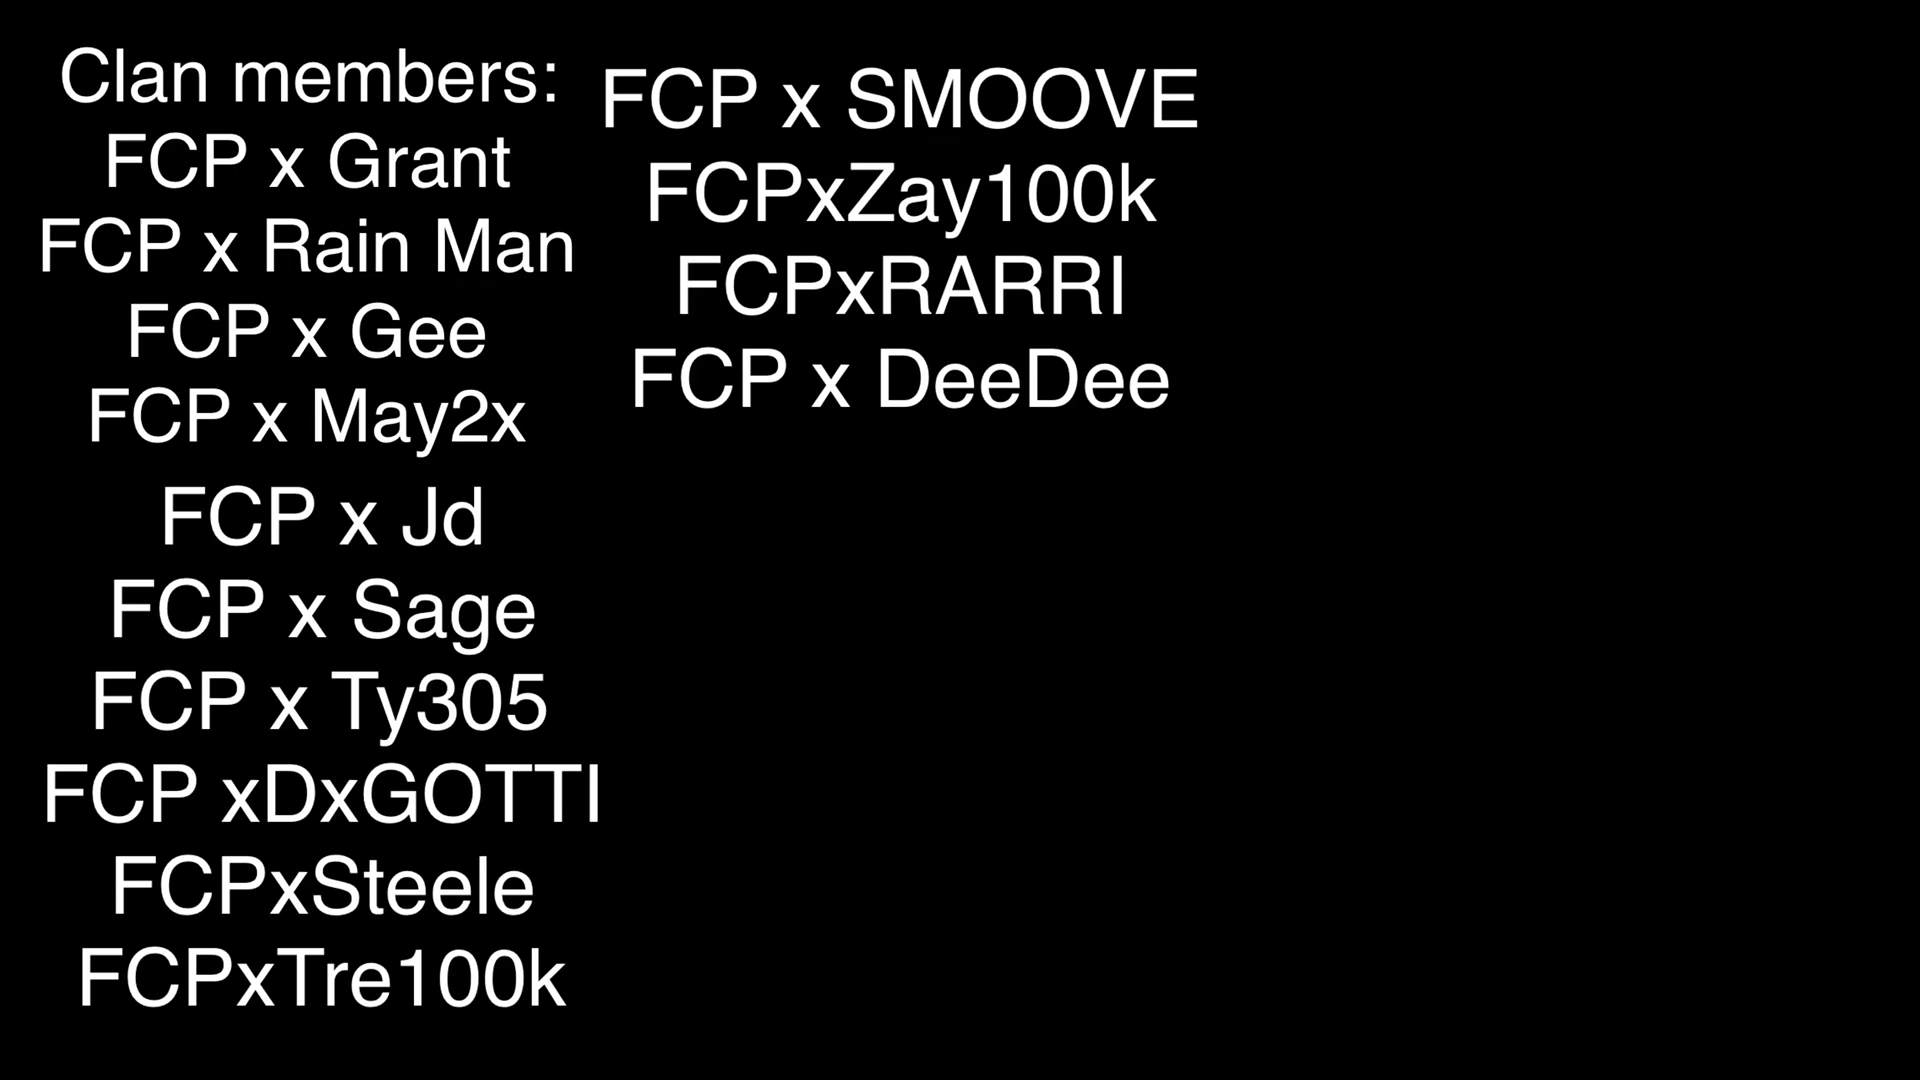 Clan members:
FCP x Grant
FCP x Rain Man
FCP x Gee
FCP x May2x
FCP x Jd
FCP x Sage
FCP x Ty305
FCP xDxGOTTI
FCPxSteele
FCPxTre100k
FCP x SMOOVE
FCPxZay100k
FCPxRARRI
FCP x DeeDee